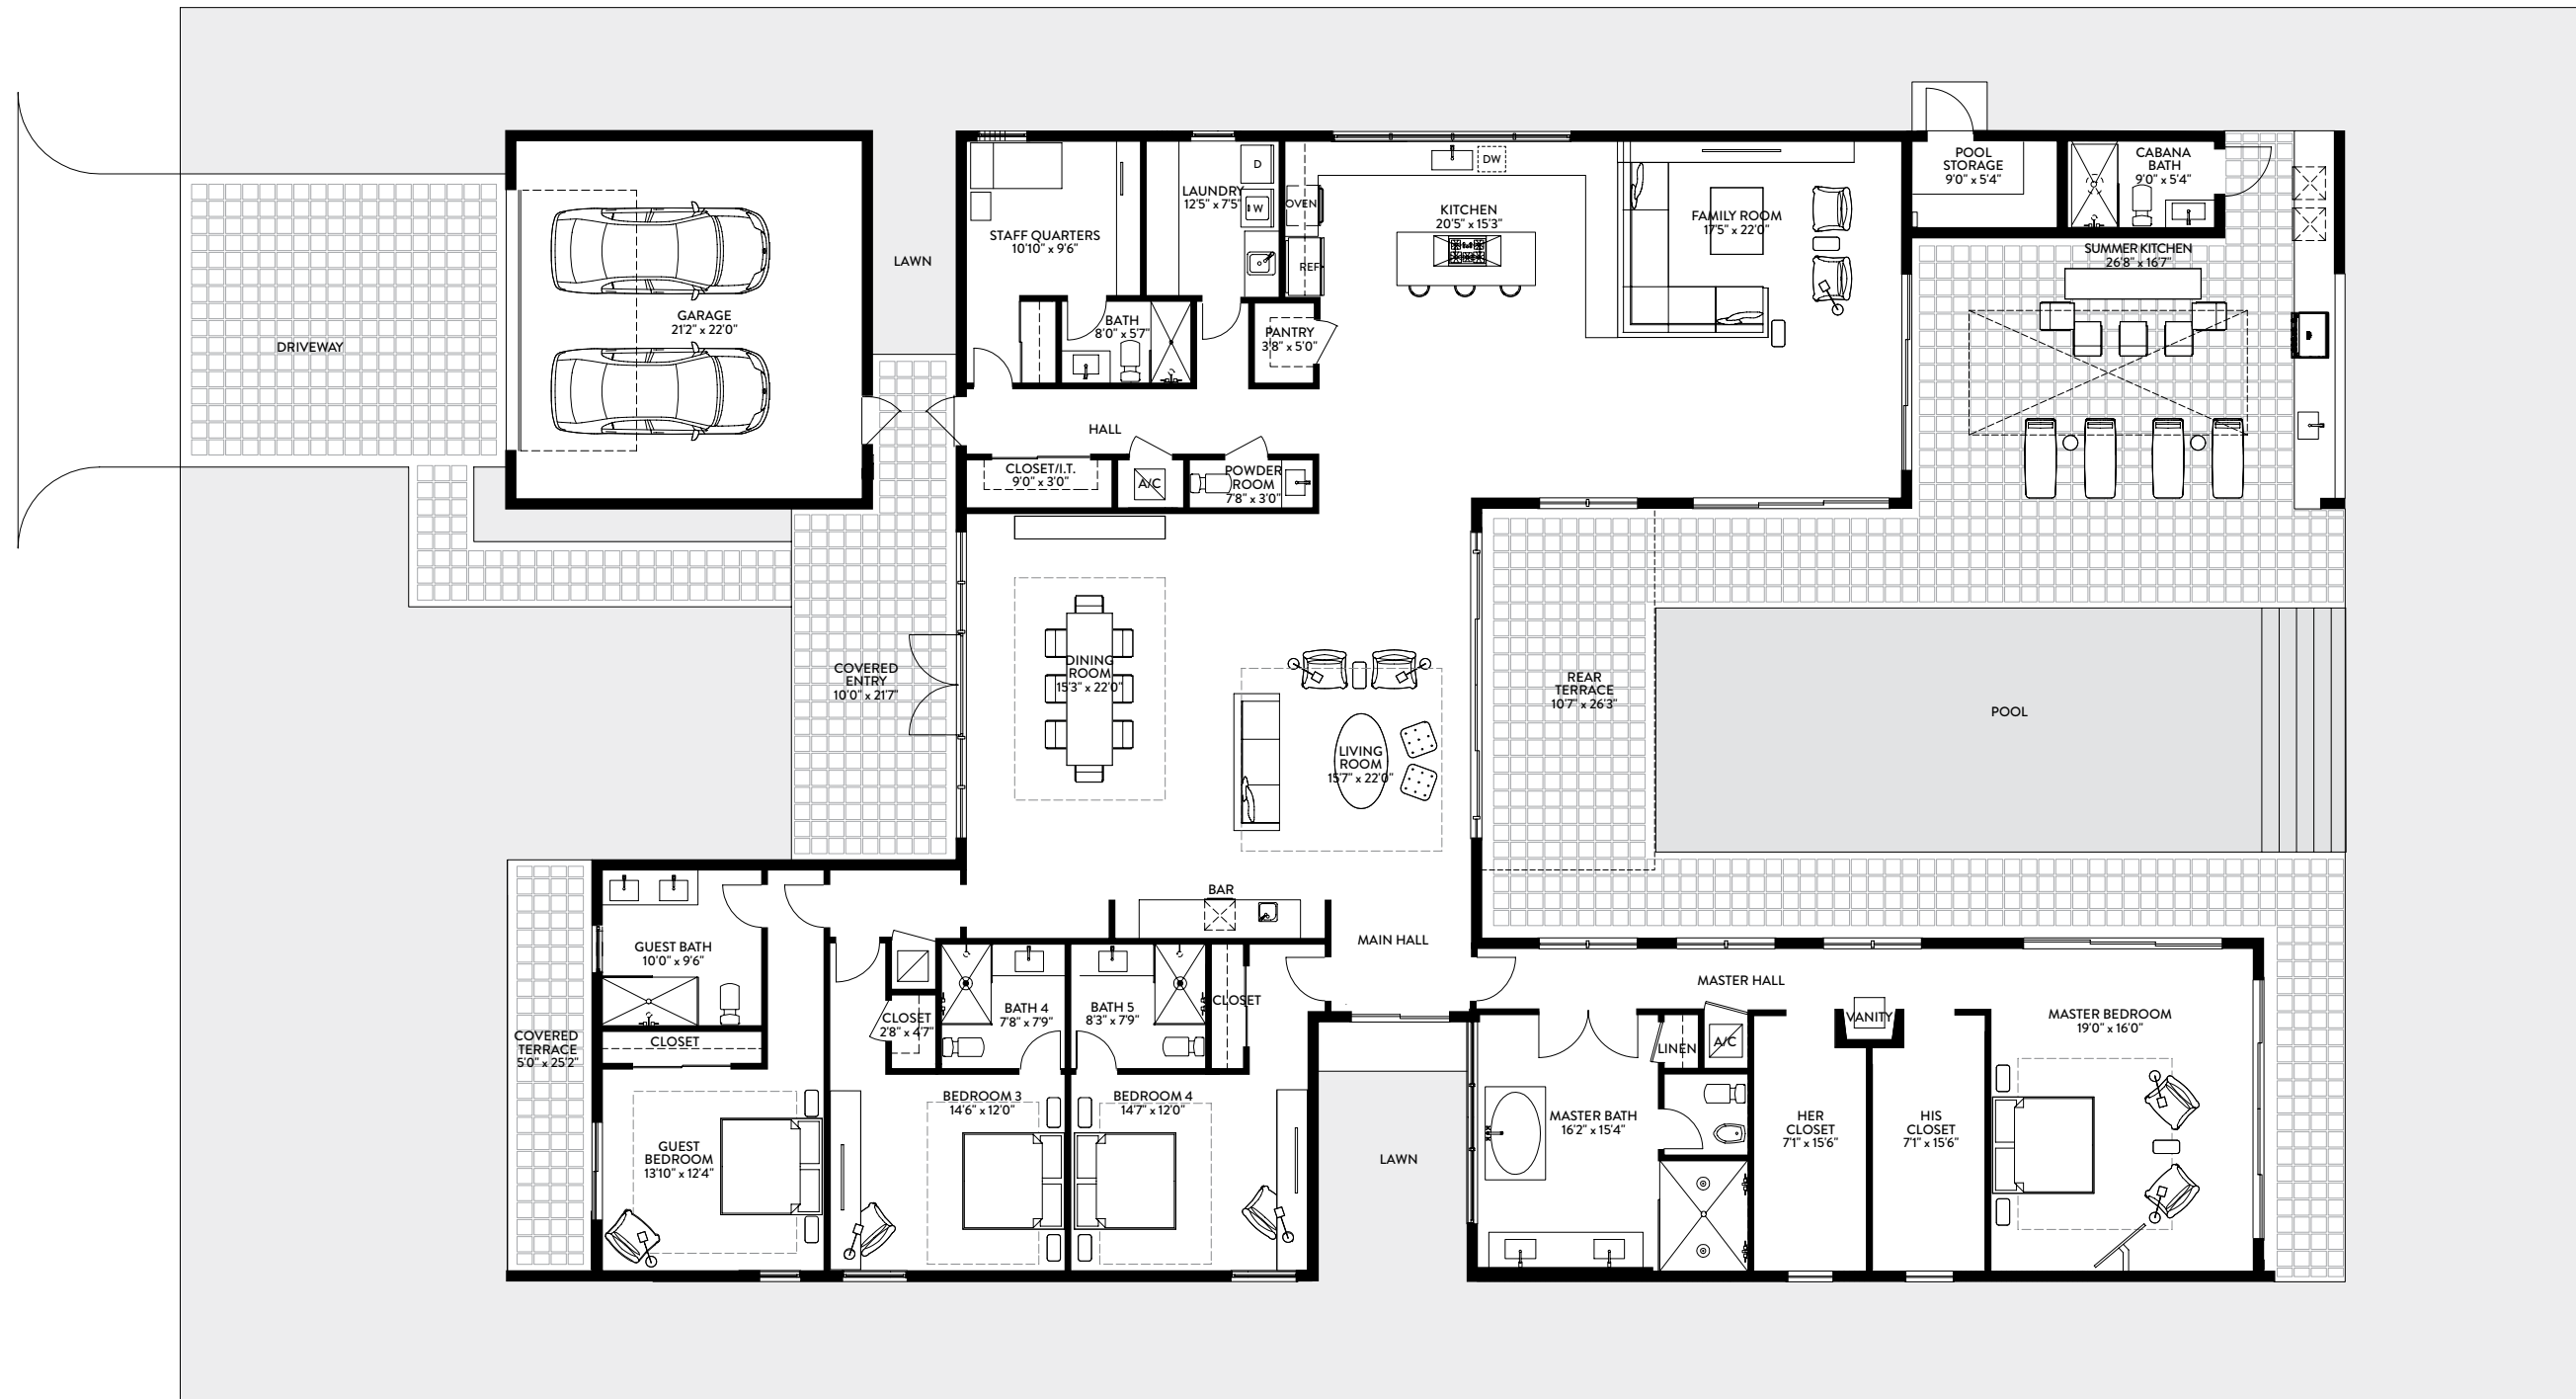 POOL
STORAGE
9'0" x 5'4"
CABANA
BATH
9'0" x 5'4"
D
LAUNDRY
12'5" x 7'5"
W
OVEN
REF
DW
KITCHEN
20'5" x 15'3"
FAMILY ROOM
17'5" x 22'0"
STAFF QUARTERS
10'10" x 9'6"
SUMMER KITCHEN
26'8" x 16'7"
LAWN
GARAGE
21'2" x 22'0"
DRIVEWAY
BATH
8'0" x 5'7"
PANTRY
3'8" x 5'0"
HALL
CLOSET/I.T.
9'0" x 3'0"
A/C
POWDER
ROOM
7'8" x 3'0"
COVERED
ENTRY
10'0" x 21'7"
DINING
ROOM
15'3" x 22'0"
LIVING
ROOM
15'7" x 22'0"
REAR
TERRACE
10'7" x 26'3"
POOL
BAR
MAIN HALL
GUEST BATH
10'0" x 9'6"
CLOSET
COVERED
TERRACE
5'0" x 25'2"
CLOSET
2'8" x 4'7"
BATH 4
7'8" x 7'9"
BATH 5
8'3" x 7'9"
CLOSET
MASTER HALL
VANITY
MASTER BEDROOM
19'0" x 16'0"
LINEN
A/C
GUEST
BEDROOM
13'10" x 12'4"
BEDROOM 3
14'6" x 12'0"
BEDROOM 4
14'7" x 12'0"
LAWN
MASTER BATH
16'2" x 15'4"
HER
CLOSET
7'1" x 15'6"
HIS
CLOSET
7'1" x 15'6"